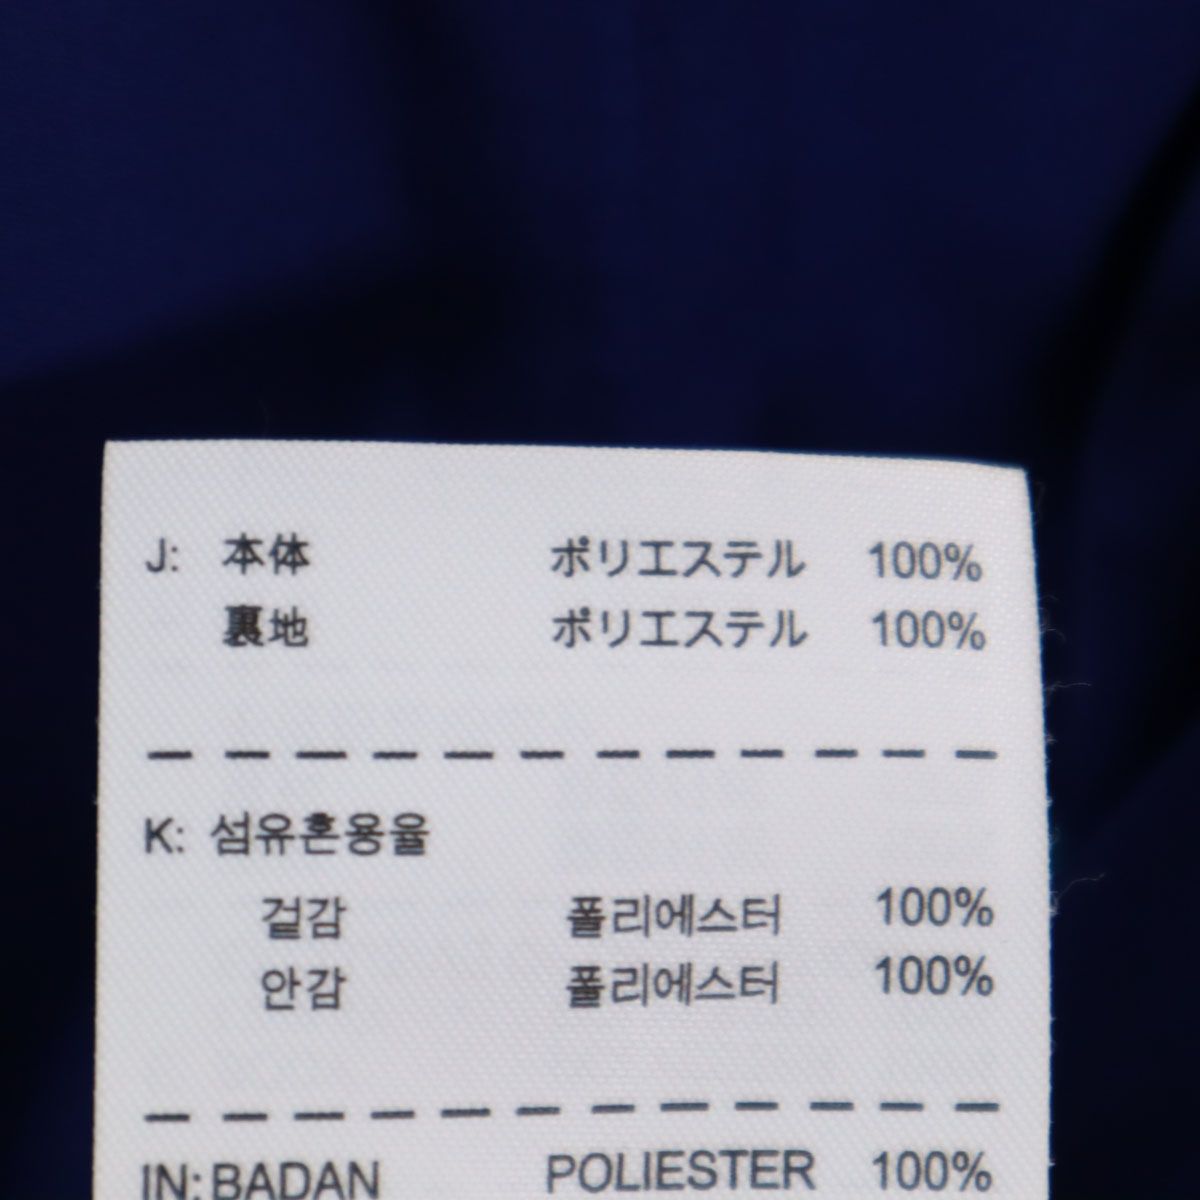 J: 本体 ポリエステル 100%
裏地 ポリエステル 100%
K: 섬유혼용율
겉감 폴리에스터 100%
안감 폴리에스터 100%
IN: BADAN POLIESTER 100%